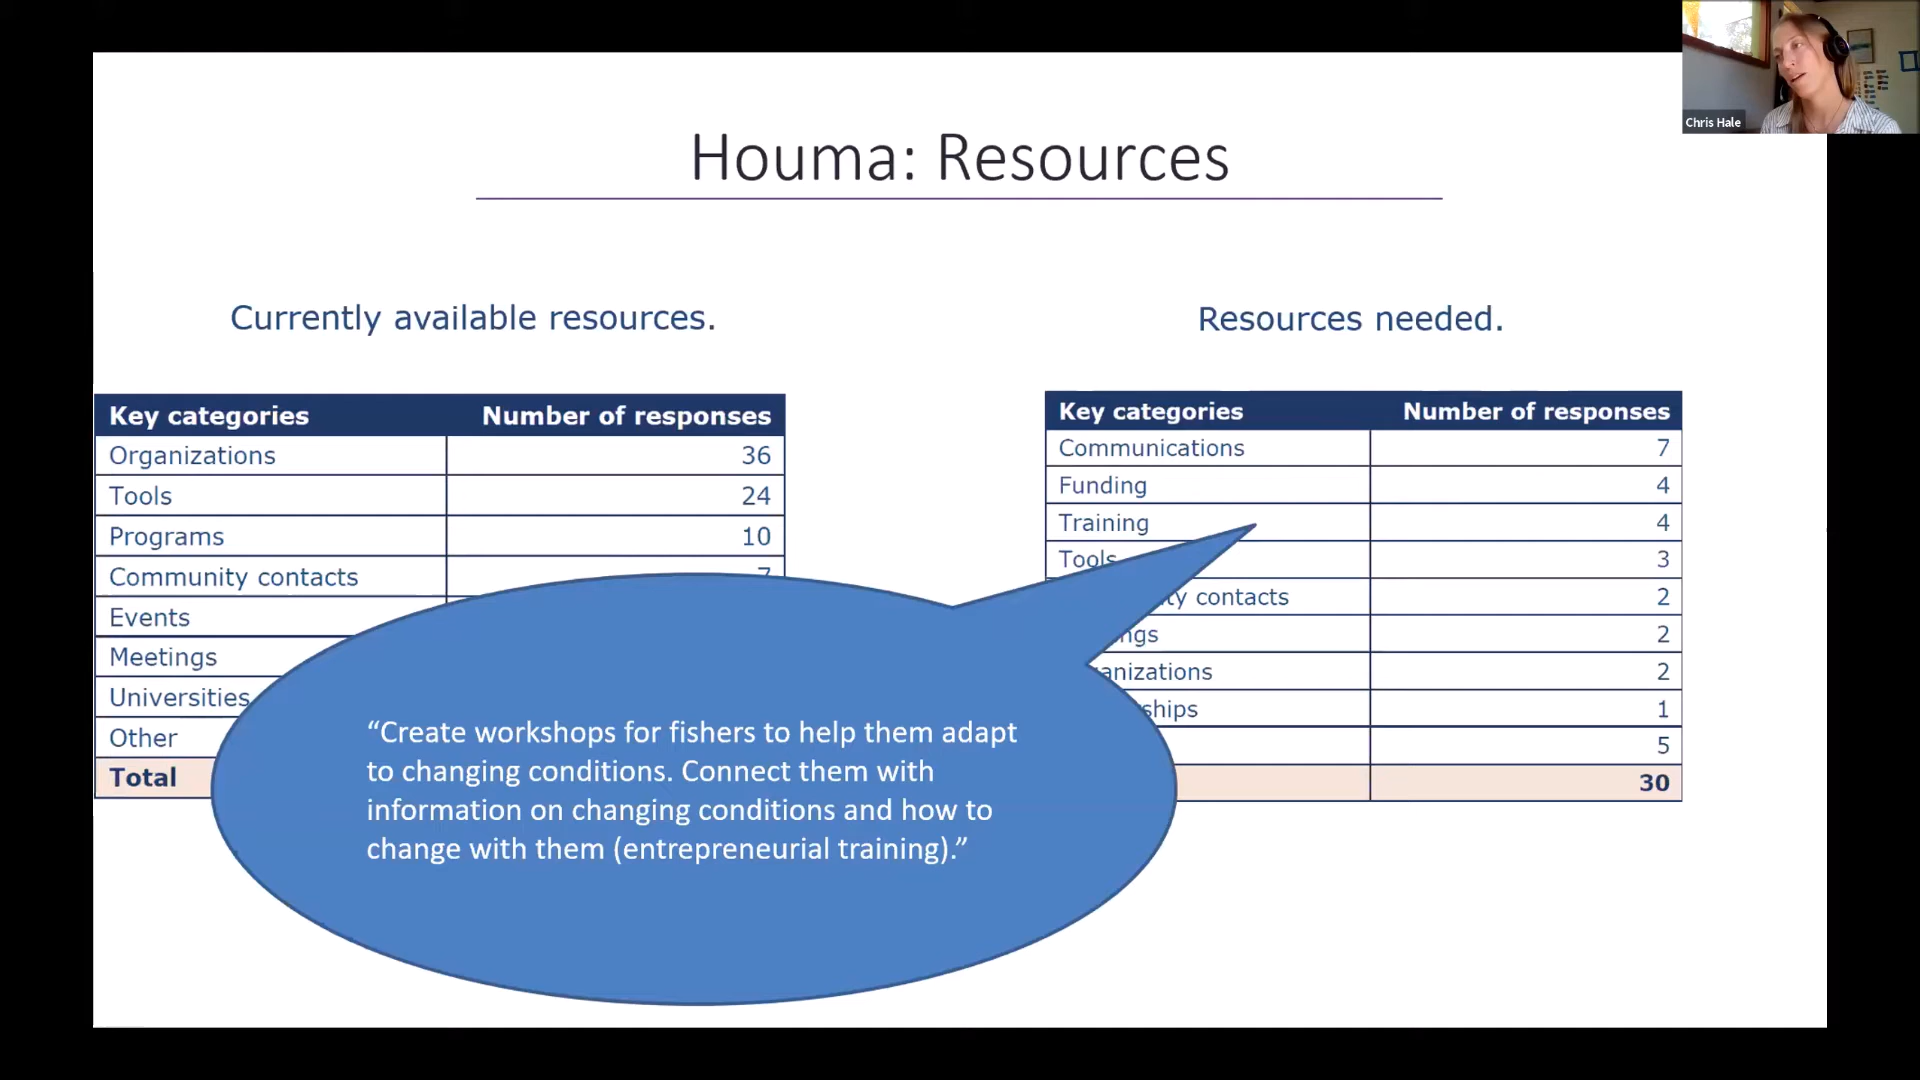 Chris Hale
Houma: Resources
Currently available resources.
Key categories Number of responses
Organizations 36
Tools 24
Programs 10
Community contacts 7
Events
Meetings
Universities
Other
Total
Resources needed.
Key categories Number of responses
Communications 7
Funding 4
Training 4
Tools 3
contacts 2
2
2
1
5
30
“Create workshops for fishers to help them adapt
to changing conditions. Connect them with
information on changing conditions and how to
change with them (entrepreneurial training).”